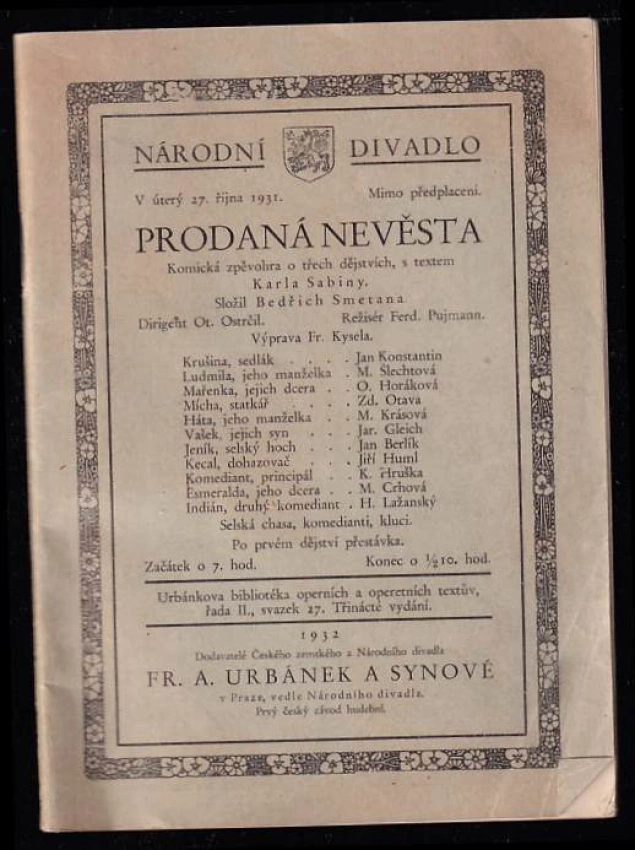 NÁRODNÍ DIVADLO
V úterý 27. října 1931. Mimo předplacení.
PRODANÁ NEVĚSTA
Komická zpěvohra o třech dějstvích, s textem
Karla Sabiny.
Složil Bedřich Smetana
Dirigent Ot. Ostrčil. Režisér Ferd. Pujmann.
Výprava Fr. Kysela.
Krušina, sedlák . . . . Jan Konstantin
Ludmila, jeho manželka . M. Šlechtová
Mařenka, jejich dcera . . O. Horáková
Mícha, statkář . . . . Zd. Otava
Háta, jeho manželka . . M. Krásová
Vašek, jejich syn . . . Jar. Gleich
Jeník, selský hoch . . . Jan Berlík
Kecal, dohazovač . . . Jiří Huml
Komediant, principál . . K. Hruška
Esmeralda, jeho dcera . . M. Crhová
Indián, druhý komediant . H. Lažanský
Selská chasa, komedianti, kluci.
Po prvém dějství přestávka.
Začátek o 7. hod. Konec o ½10. hod.
Urbánkova bibliotéka operních a operetních textův,
řada II., svazek 27. Třinácté vydání.
1932
Dodavatelé Českého zemského a Národního divadla
FR. A. URBÁNEK A SYNOVÉ
v Praze, vedle Národního divadla.
Prvý český závod hudební.